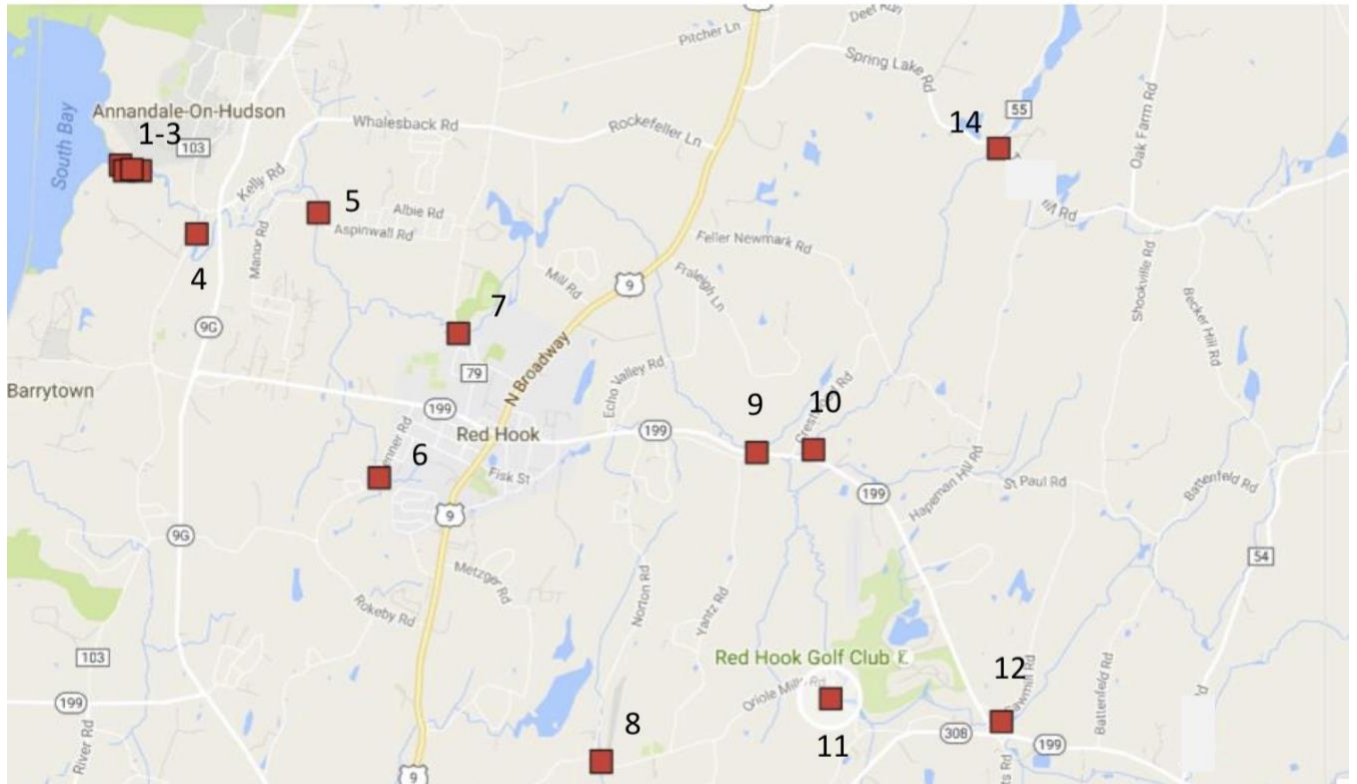 Pitcher Ln
Deer Run
Spring Lake Rd
Annandale-On-Hudson
1-3
103
South Bay
Whalesback Rd
Rockefeller Ln
14
55
Oak Farm Rd
Kelly Rd
5
Albie Rd
Aspinwall Rd
Manor Rd
4
Rd
Feller Newmark Rd
Fraleigh Ln
Mill Rd
9
7
9G
Shookville Rd
Becker Hill Rd
N Broadway
79
Barrytown
Echo Valley Rd
199
Red Hook
199
9
10
Rd
6
Fisk St
199
Hapeman Hill Rd
St Paul Rd
Battenfeld Rd
9
9G
54
Metzger Rd
Rokeby Rd
Norton Rd
Yantz Rd
103
Red Hook Golf Club
12
199
8
11
308
199
Battenfeld Rd
River Rd
9